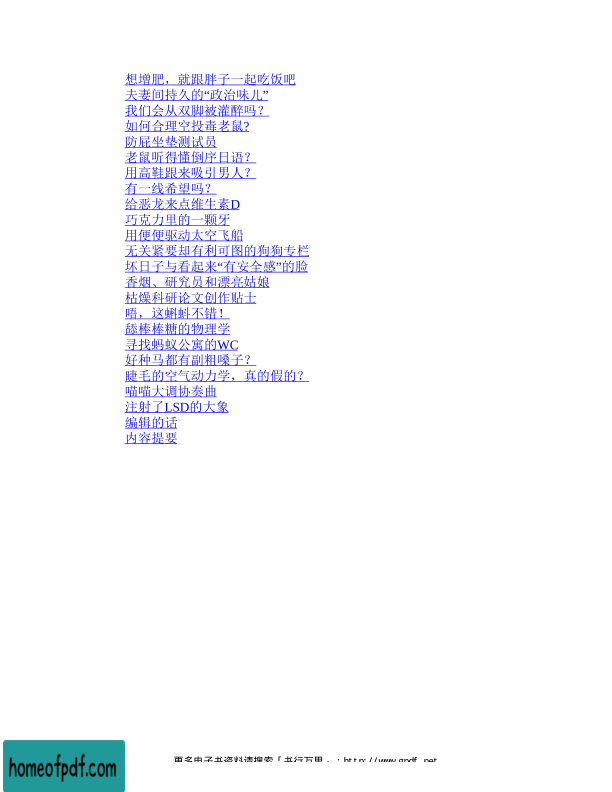 想增肥，就跟胖子一起吃饭吧
夫妻间持久的“政治味儿”
我们会从双脚被灌醉吗？
如何合理空投毒老鼠?
防屁坐垫测试员
老鼠听得懂倒序日语？
用高鞋跟来吸引男人？
有一线希望吗？
给恶龙来点维生素D
巧克力里的一颗牙
用便便驱动太空飞船
无关紧要却有利可图的狗狗专栏
坏日子与看起来“有安全感”的脸
香烟、研究员和漂亮姑娘
枯燥科研论文创作贴士
唔，这蝌蚪不错！
舔棒棒糖的物理学
寻找蚂蚁公寓的WC
好种马都有副粗嗓子？
睫毛的空气动力学，真的假的？
喵喵大调协奏曲
注射了LSD的大象
编辑的话
内容提要
更多电子书资料请搜索「书行万里」：http://www.gpdf.net
homeofpdf.com